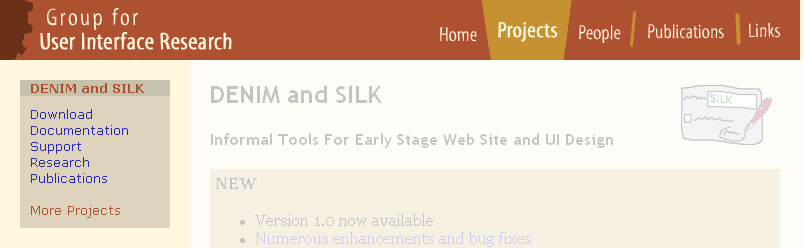 Group for
User Interface Research
Home Projects People Publications Links
DENIM and SILK
Download
Documentation
Support
Research
Publications
More Projects
DENIM and SILK
SILK
Informal Tools For Early Stage Web Site and UI Design
NEW
• Version 1.0 now available
• Numerous enhancements and bug fixes